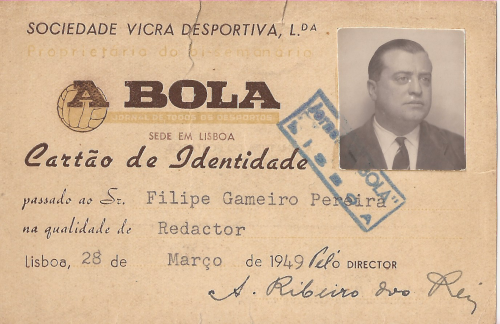 SOCIEDADE VICRA DESPORTIVA, L.DA
Proprietária do bi-semanário
A BOLA
JORNAL DE TODOS OS DESPORTOS
SEDE EM LISBOA
Cartão de Identidade
passado ao Sr. Filipe Gameiro Pereira
na qualidade de Redactor
Lisboa, 28 de Março de 1949 Pelo DIRECTOR
A. Ribeiro dos Reis
"A BOLA"
LISBOA